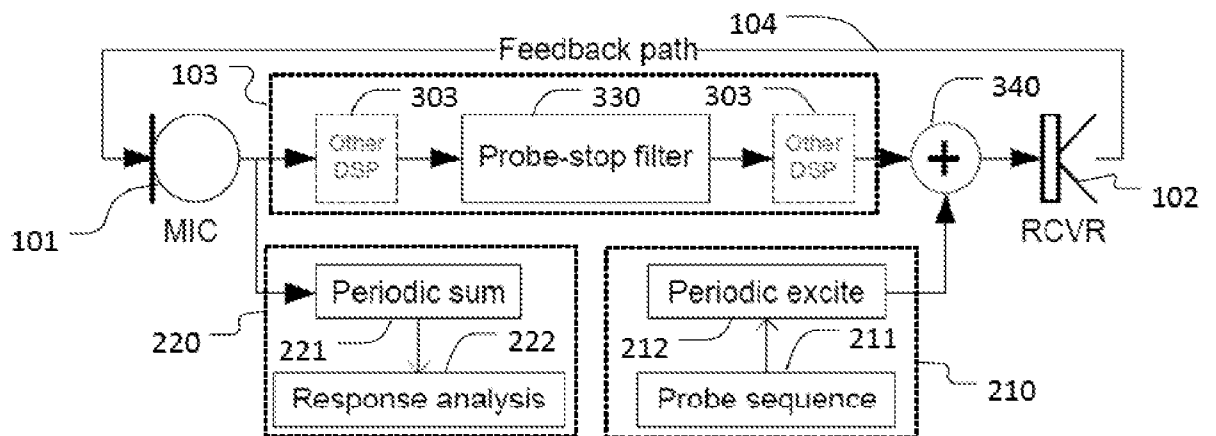 104
Feedback path
103
303
330
303
340
Other DSP
Probe-stop filter
Other DSP
+
101
MIC
RCVR
102
Periodic sum
Periodic excite
220
221
222
212
211
210
Response analysis
Probe sequence